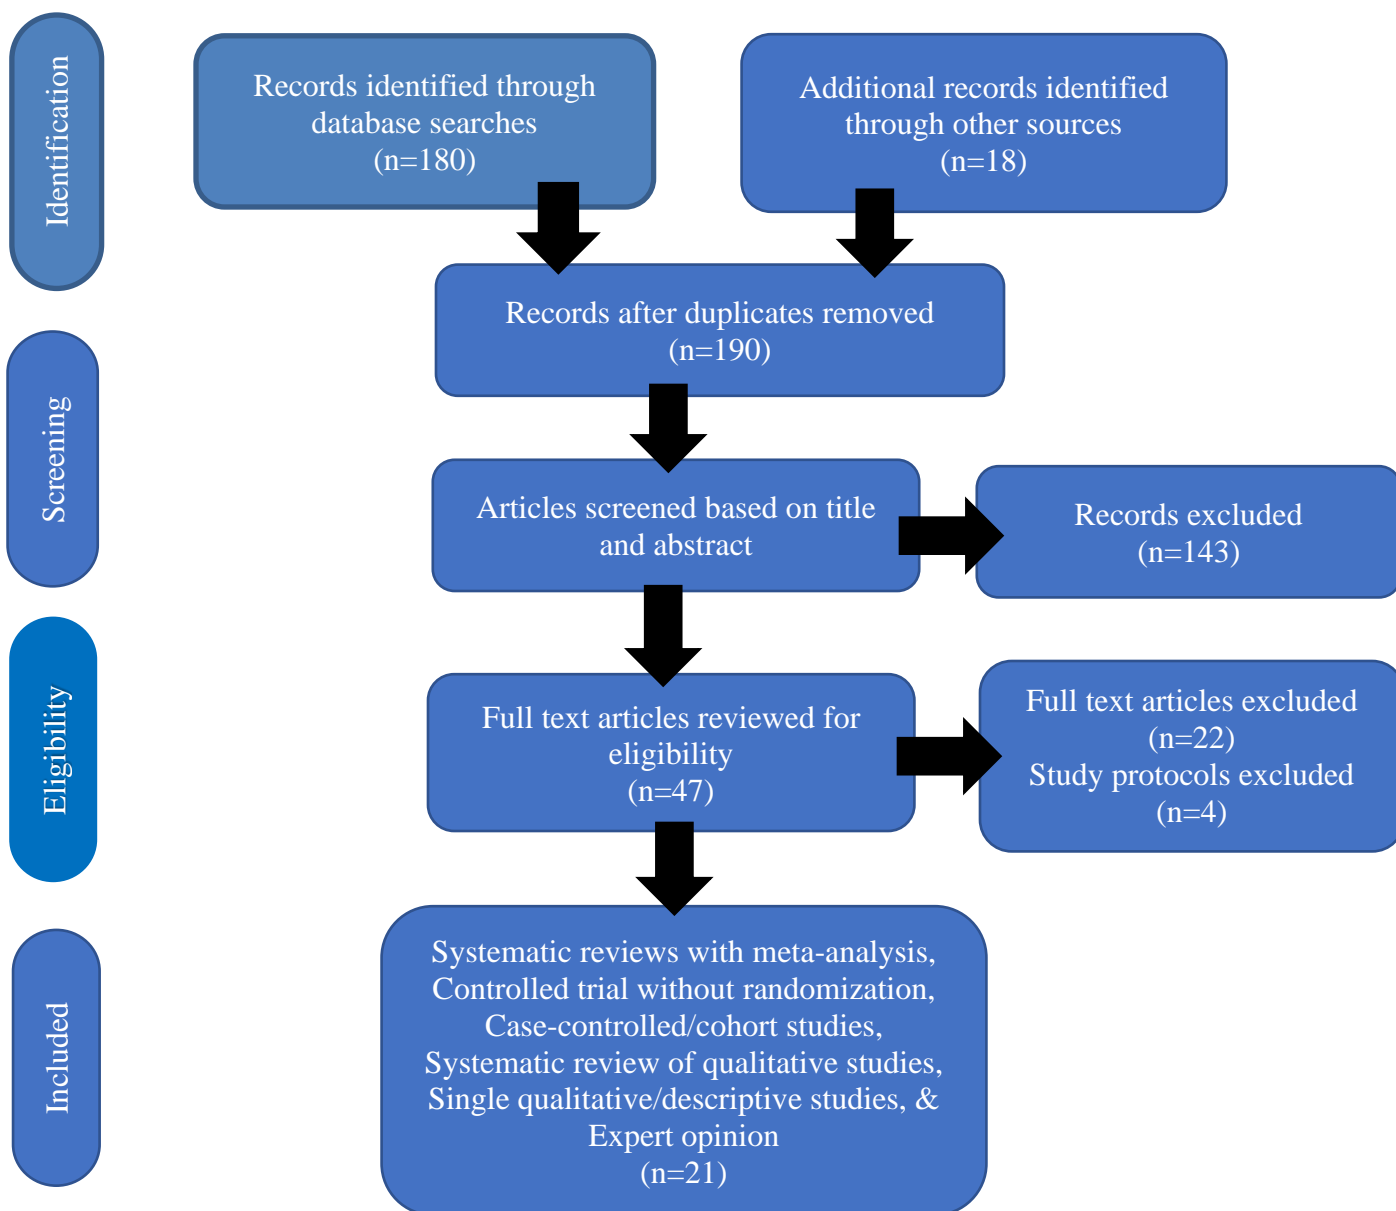 Identification
Records identified through
database searches
(n=180)
Additional records identified
through other sources
(n=18)
Records after duplicates removed
(n=190)
Screening
Articles screened based on title
and abstract
Records excluded
(n=143)
Eligibility
Full text articles reviewed for
eligibility
(n=47)
Full text articles excluded
(n=22)
Study protocols excluded
(n=4)
Included
Systematic reviews with meta-analysis,
Controlled trial without randomization,
Case-controlled/cohort studies,
Systematic review of qualitative studies,
Single qualitative/descriptive studies, &
Expert opinion
(n=21)